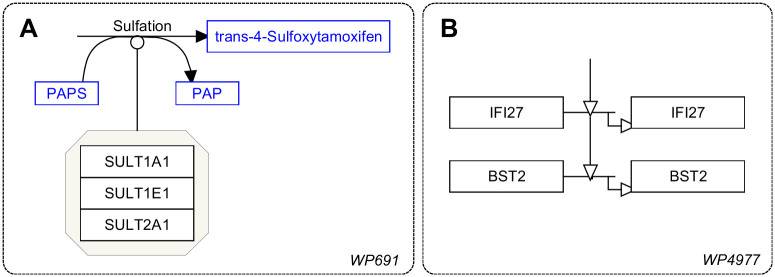 A
Sulfation
trans-4-Sulfoxytamoxifen
PAPS
PAP
SULT1A1
SULT1E1
SULT2A1
WP691
B
IFI27
IFI27
BST2
BST2
WP4977